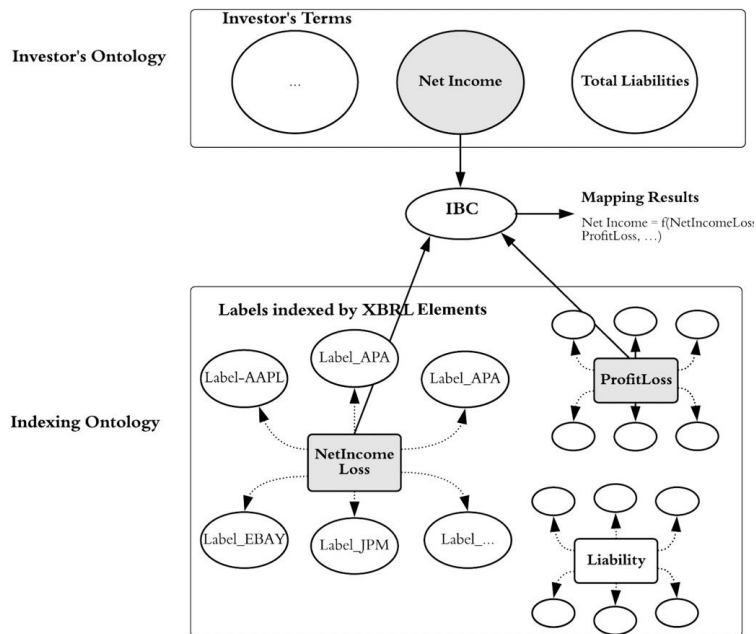 Investor's Terms
Investor's Ontology
...
Net Income
Total Liabilities
IBC
Mapping Results
Net Income = f(NetIncomeLoss
ProfitLoss, ...)
Labels indexed by XBRL Elements
Label-AAPL
Label_APA
Label_APA
ProfitLoss
Indexing Ontology
NetIncome
Loss
Label_EBAY
Label_JPM
Label_...
Liability